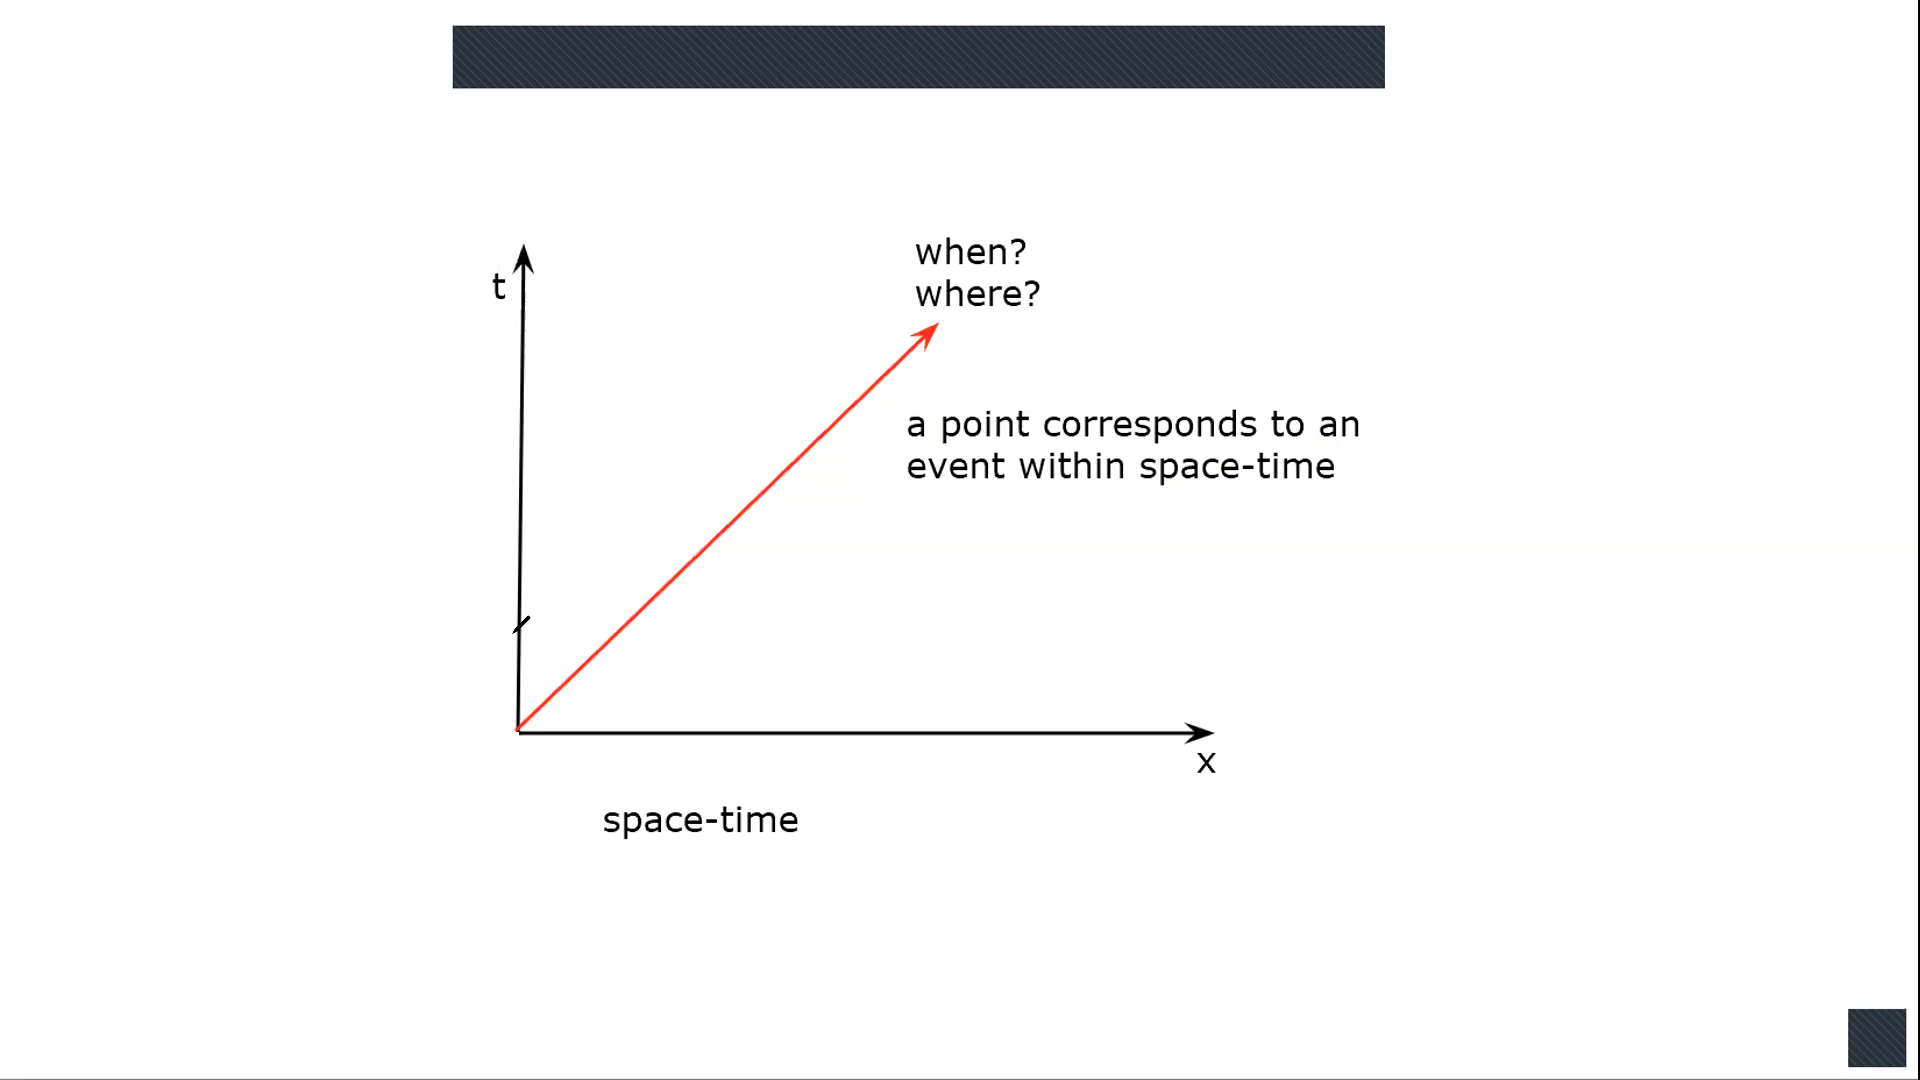 when?
where?
t
a point corresponds to an
event within space-time
x
space-time